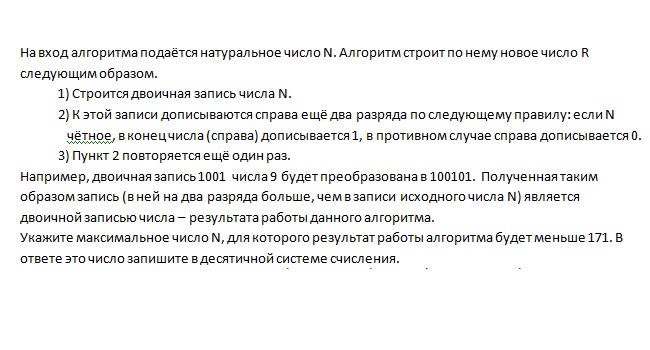 На вход алгоритма подаётся натуральное число N. Алгоритм строит по нему новое число R
следующим образом.
1) Строится двоичная запись числа N.
2) К этой записи дописываются справа ещё два разряда по следующему правилу: если N
чётное, в конец числа (справа) дописывается 1, в противном случае справа дописывается 0.
3) Пункт 2 повторяется ещё один раз.
Например, двоичная запись 1001 числа 9 будет преобразована в 100101. Полученная таким
образом запись (в ней на два разряда больше, чем в записи исходного числа N) является
двоичной записью числа – результата работы данного алгоритма.
Укажите максимальное число N, для которого результат работы алгоритма будет меньше 171. В
ответе это число запишите в десятичной системе счисления.